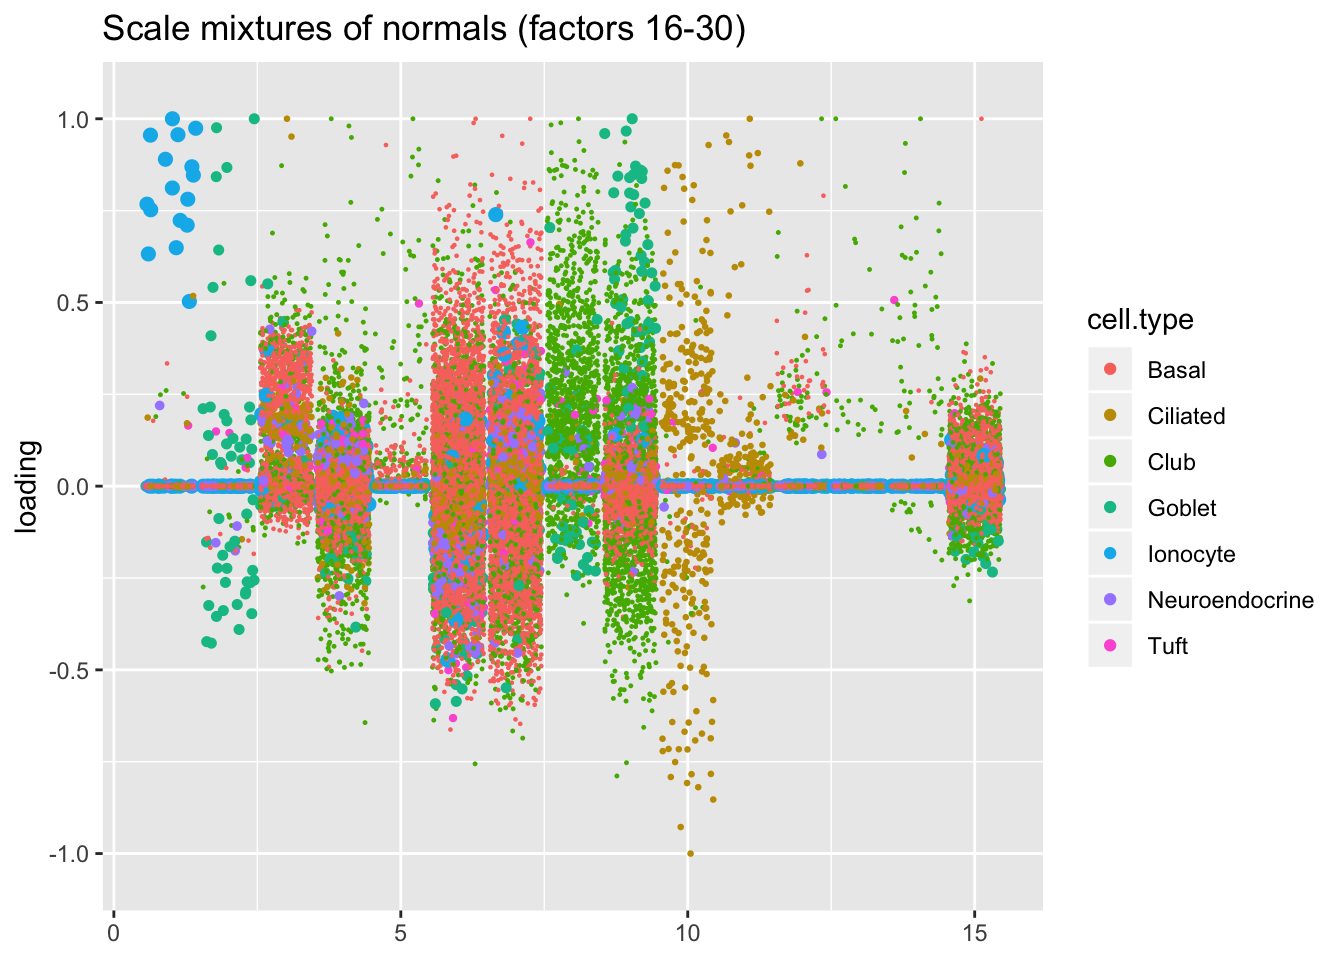 Scale mixtures of normals (factors 16-30)
1.0
0.5
0.0
-0.5
-1.0
loading
0 5 10 15
cell.type
Basal
Ciliated
Club
Goblet
Ionocyte
Neuroendocrine
Tuft